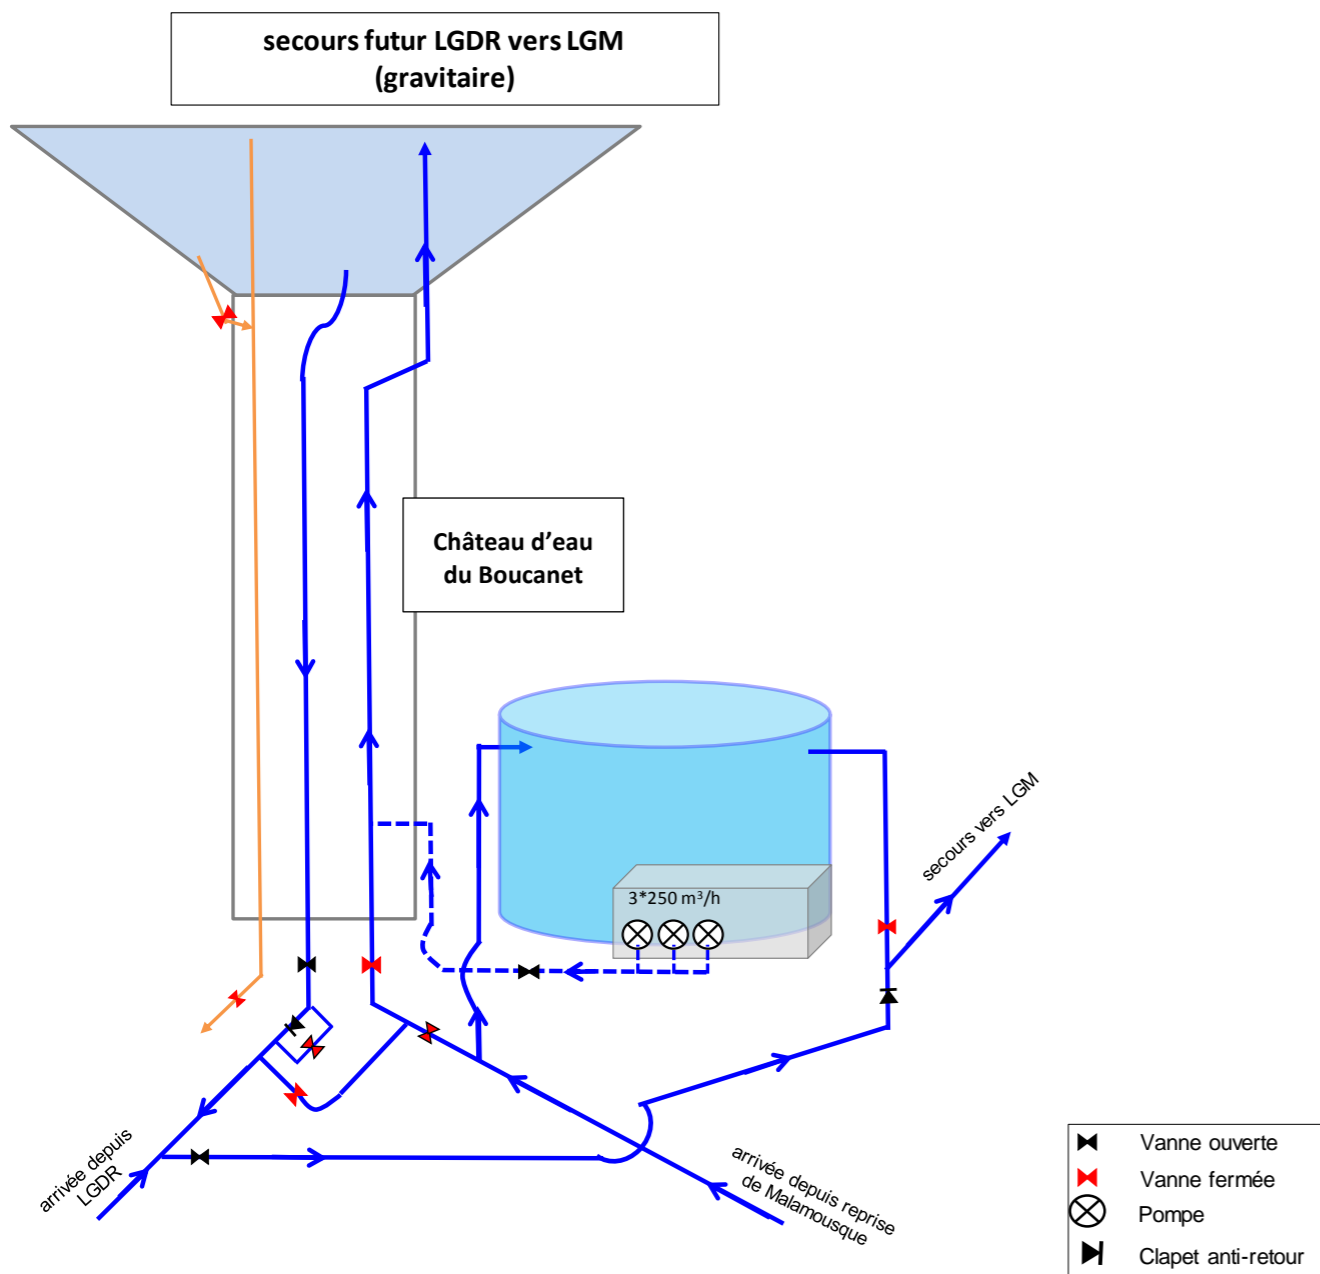 secours futur LGDR vers LGM
(gravitaire)
Château d’eau
du Boucanet
secours vers LGM
3*250 m³/h
arrivée depuis
LGDR
arrivée depuis reprise
de Malamousque
Vanne ouverte
Vanne fermée
Pompe
Clapet anti-retour